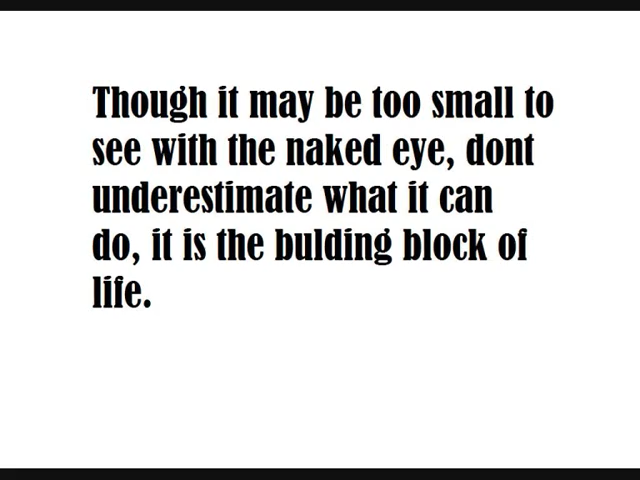 Though it may be too small to
see with the naked eye, dont
underestimate what it can
do, it is the bulding block of
life.